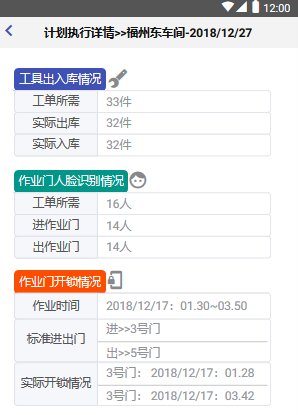 12:00
计划执行详情>>福州东车间-2018/12/27
工具出入库情况
工单所需 33件
实际出库 32件
实际入库 32件
作业门人脸识别情况
工单所需 16人
进作业门 14人
出作业门 14人
作业门开锁情况
作业时间 2018/12/17：01.30~03.50
标准进出门 进>>3号门
出>>5号门
实际开锁情况 3号门： 2018/12/17：01.28
3号门： 2018/12/17：03.42